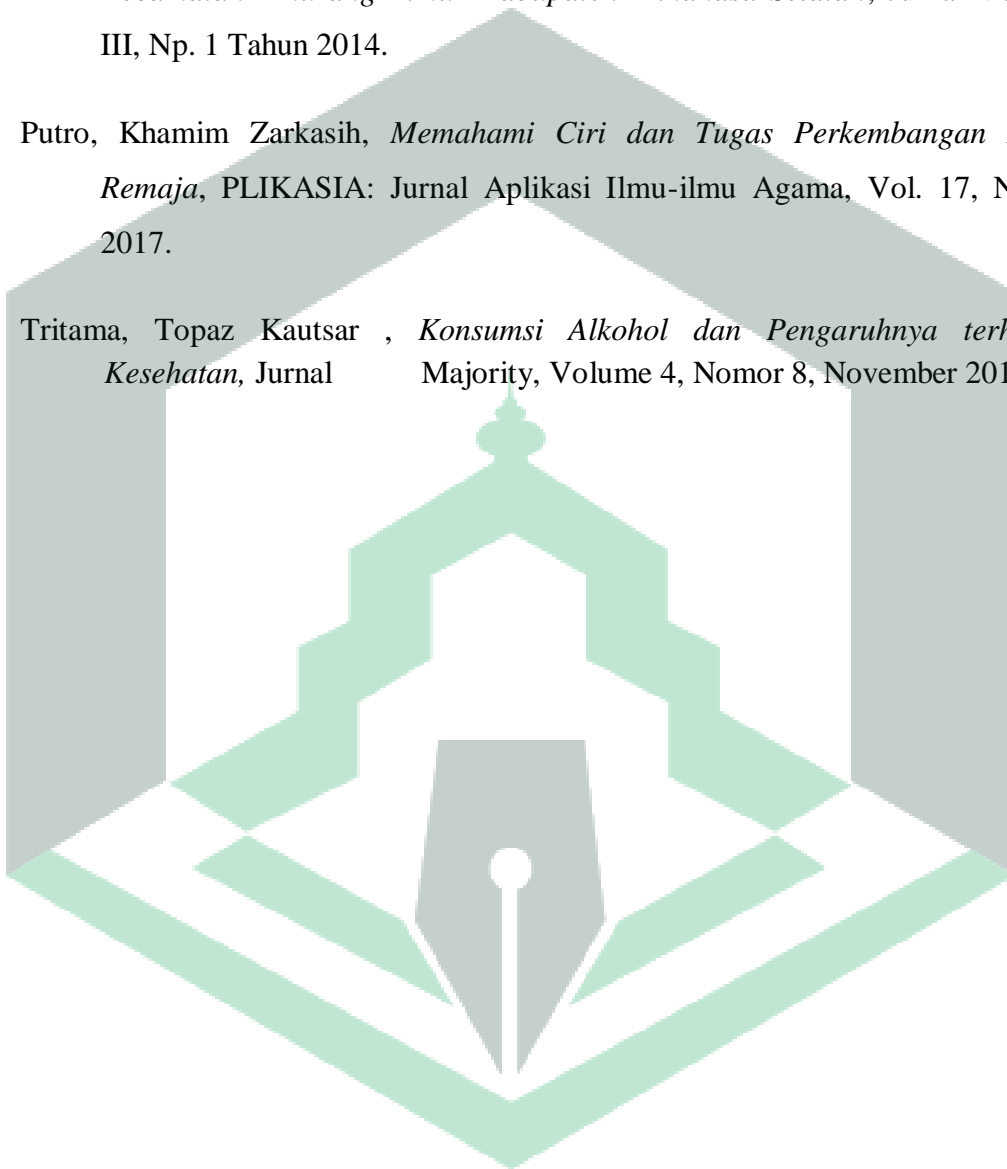 III, Np. 1 Tahun 2014.
Putro, Khamim Zarkasih, Memahami Ciri dan Tugas Perkembangan
Remaja, PLIKASIA: Jurnal Aplikasi Ilmu-ilmu Agama, Vol. 17,
2017.
Tritama, Topaz Kautsar , Konsumsi Alkohol dan Pengaruhnya
Kesehatan, Jurnal Majority, Volume 4, Nomor 8, November